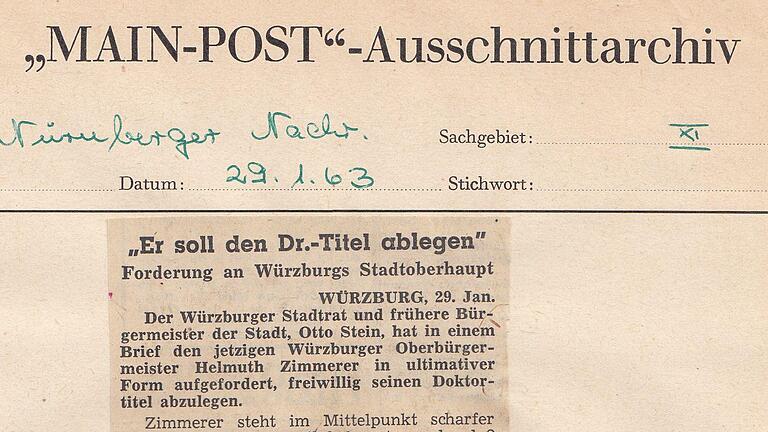 „MAIN-POST“-Ausschnittarchiv
Nürnberger Nachr.
Sachgebiet: XI
Datum: 29.1.63 Stichwort:
„Er soll den Dr.-Titel ablegen”
Forderung an Würzburgs Stadtoberhaupt
WÜRZBURG, 29. Jan.
Der Würzburger Stadtrat und frühere Bür-
germeister der Stadt, Otto Stein, hat in einem
Brief den jetzigen Würzburger Oberbürger-
meister Helmuth Zimmerer in ultimativer
Form aufgefordert, freiwillig seinen Doktor-
titel abzulegen.
Zimmerer steht im Mittelpunkt scharfer